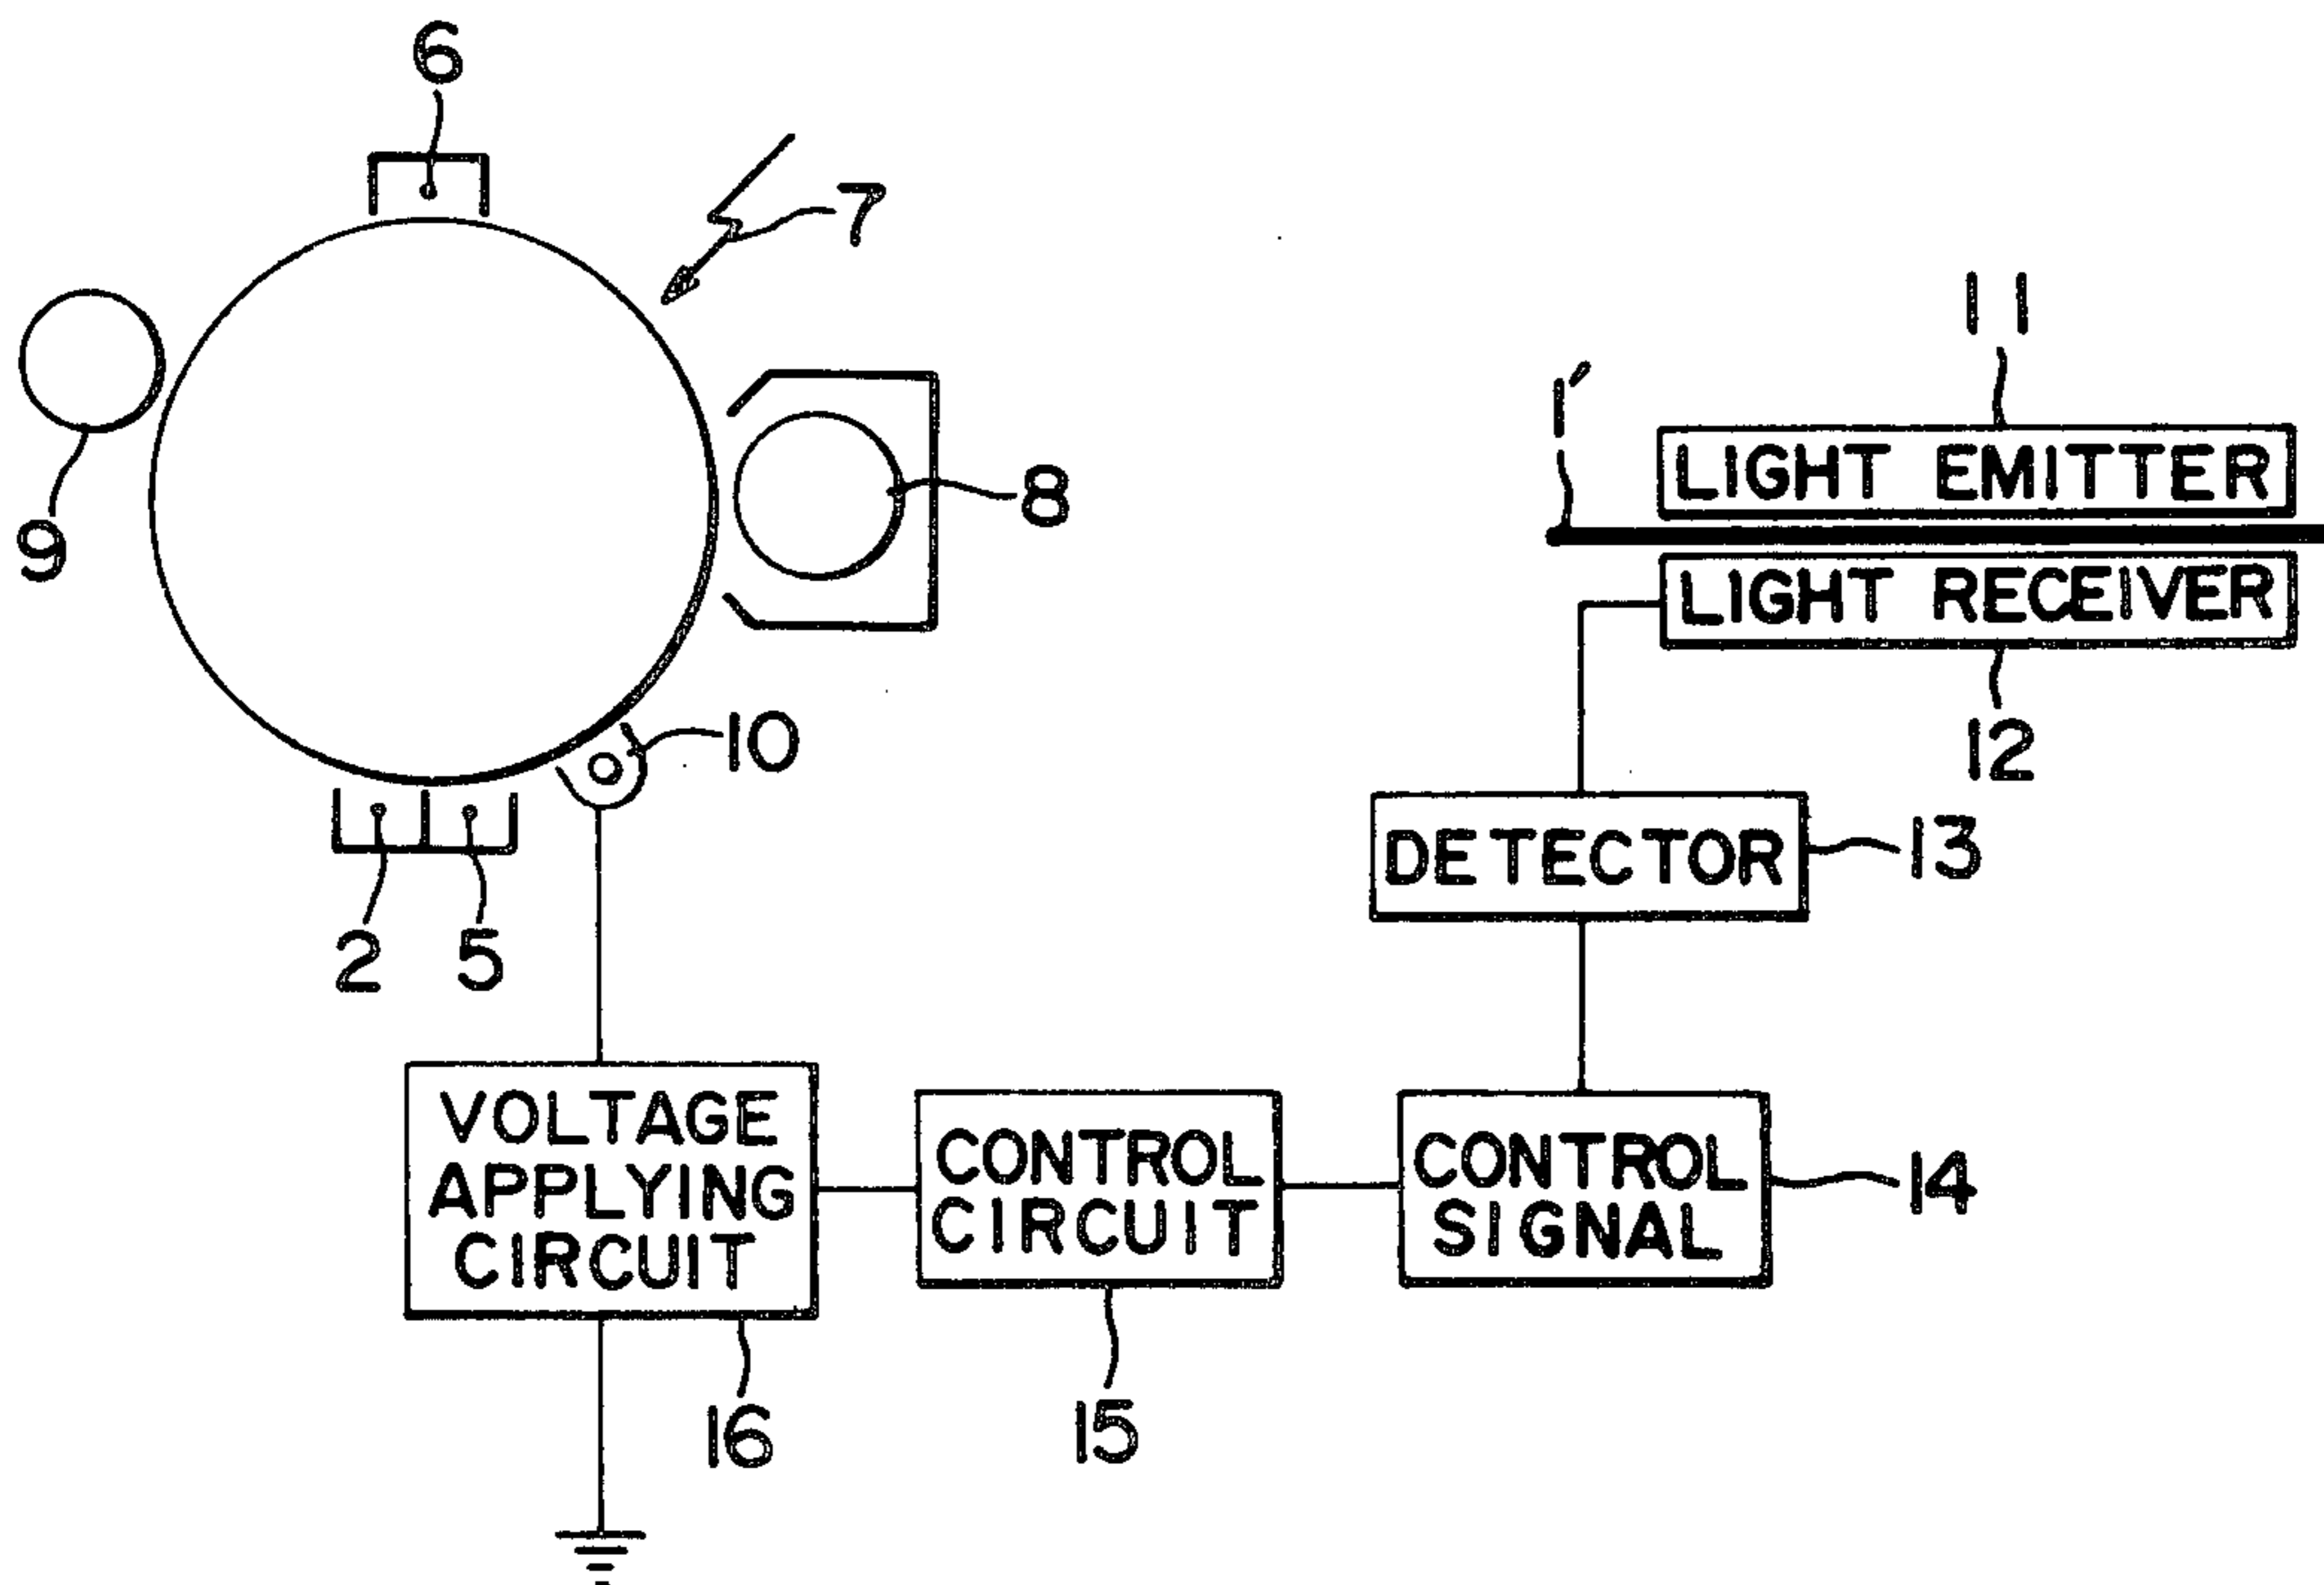 6
7
11
1'
LIGHT EMITTER
8
9
LIGHT RECEIVER
10
12
DETECTOR
13
2
5
VOLTAGE
APPLYING
CIRCUIT
CONTROL
CIRCUIT
CONTROL
SIGNAL
14
16
15